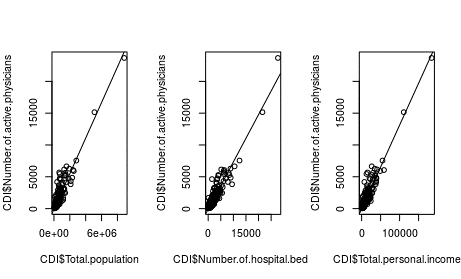 CDI$Number.of.active.physicians
0 5000 15000
0e+00 6e+06
CDI$Total.population
CDI$Number.of.active.physicians
0 5000 15000
0 15000
CDI$Number.of.hospital.bed
CDI$Number.of.active.physicians
0 5000 15000
0 100000
CDI$Total.personal.income